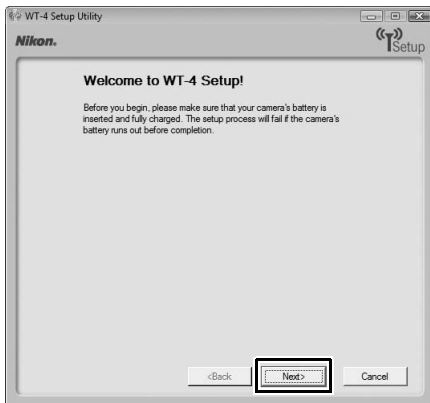 WT-4 Setup Utility
Nikon.
Setup
Welcome to WT-4 Setup!
Before you begin, please make sure that your camera's battery is
inserted and fully charged. The setup process will fail if the camera's
battery runs out before completion.
<Back
Next>
Cancel